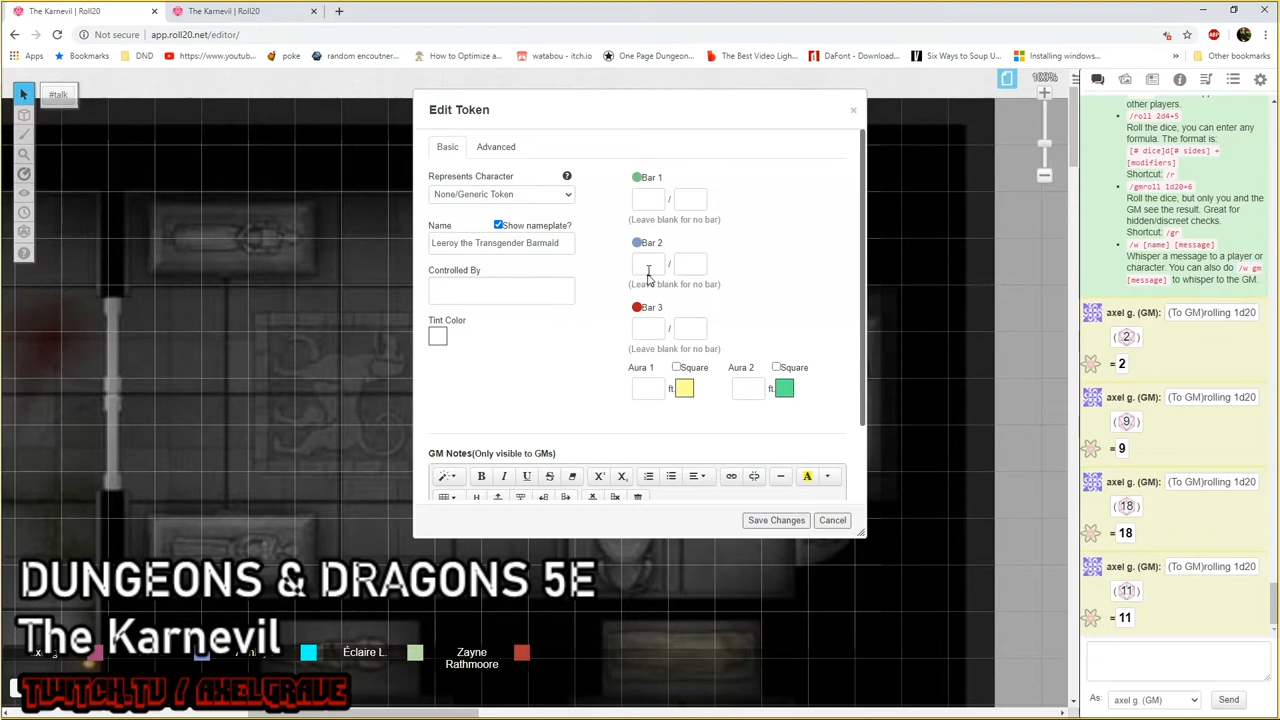 The Karnevil | Roll20
The Karnevil | Roll20
Not secure | app.roll20.net/editor/
Apps
Bookmarks
DND
https://www.youtube...
poke
random encoutner...
How to Optimize a...
watabou - itch.io
One Page Dungeon...
The Best Video Ligh...
DaFont - Download...
Six Ways to Soup U...
Installing windows...
Other bookmarks
#talk
100%
Edit Token
Basic
Advanced
Represents Character
None/Generic Token
Name
Show nameplate?
Leeroy the Transgender Barmaid
Controlled By
Tint Color
Bar 1
/
(Leave blank for no bar)
Bar 2
/
(Leave blank for no bar)
Bar 3
/
(Leave blank for no bar)
Aura 1
Square
Aura 2
Square
ft.
ft.
GM Notes(Only visible to GMs)
Save Changes
Cancel
other players.
/roll 2d4+5
Roll the dice, you can enter any
formula. The format is:
[# dice]d[# sides] +
[modifiers]
Shortcut: /r
/gmroll 1d20+6
Roll the dice, but only you and the
GM see the result. Great for
hidden/discreet checks.
Shortcut: /gr
/w [name] [message]
Whisper a message to a player or
character. You can also do /w gm
[message] to whisper to the GM.
axel g. (GM): (To GM)rolling 1d20
(2)
= 2
axel g. (GM): (To GM)rolling 1d20
(9)
= 9
axel g. (GM): (To GM)rolling 1d20
(18)
= 18
axel g. (GM): (To GM)rolling 1d20
(11)
= 11
As: axel g. (GM)
Send
DUNGEONS & DRAGONS 5E
The Karnevil
Éclaire L.
Zayne
Rathmoore
TWITCH.TV / AXELGRAVE